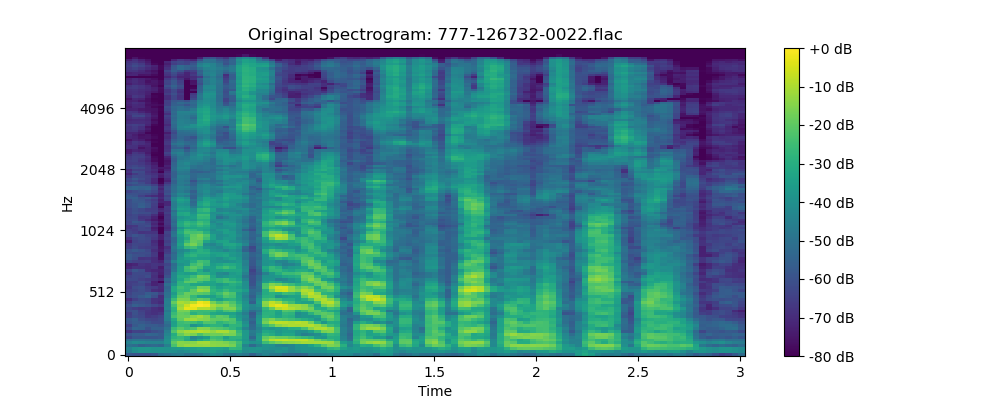 Original Spectrogram: 777-126732-0022.flac
+0 dB
4096
-10 dB
-20 dB
2048
-30 dB
Hz
1024
-40 dB
-50 dB
512
-60 dB
-70 dB
0
-80 dB
0 0.5 1 1.5 2 2.5 3
Time